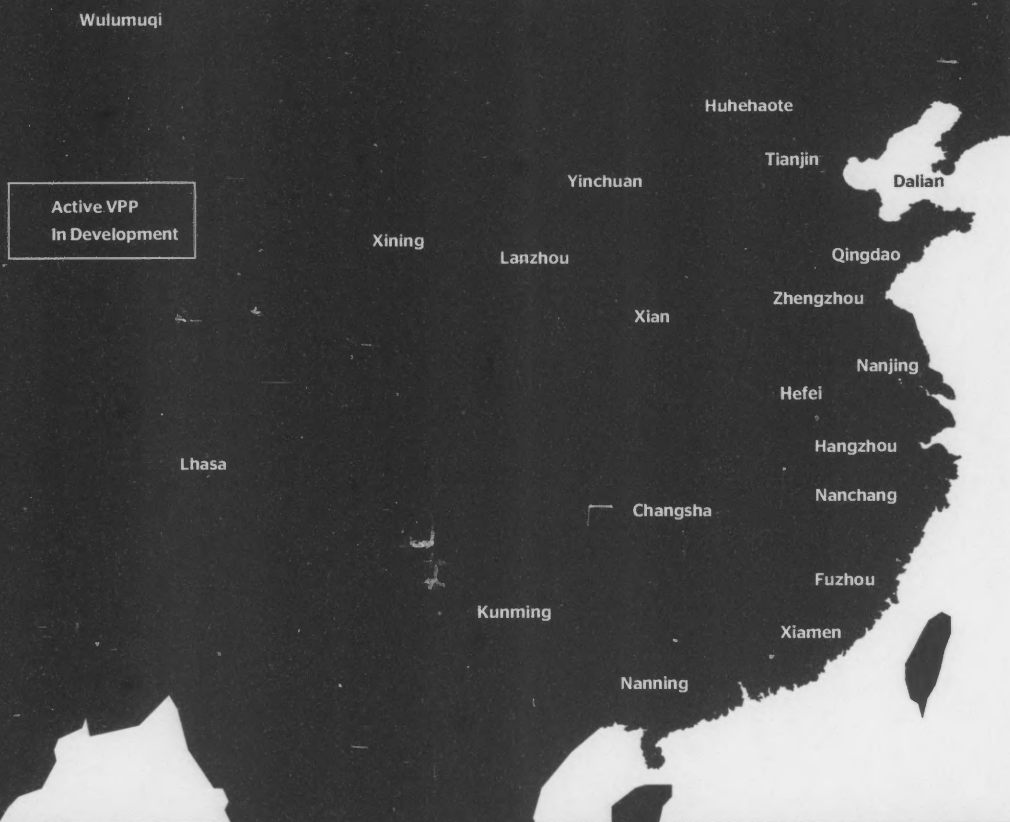 Wulumuqi
Huhehaote
Tianjin
Yinchuan
Dalian
Active VPP
In Development
Xining
Lanzhou
Qingdao
Zhengzhou
Xian
Nanjing
Hefei
Hangzhou
Lhasa
Nanchang
Changsha
Fuzhou
Kunming
Xiamen
Nanning